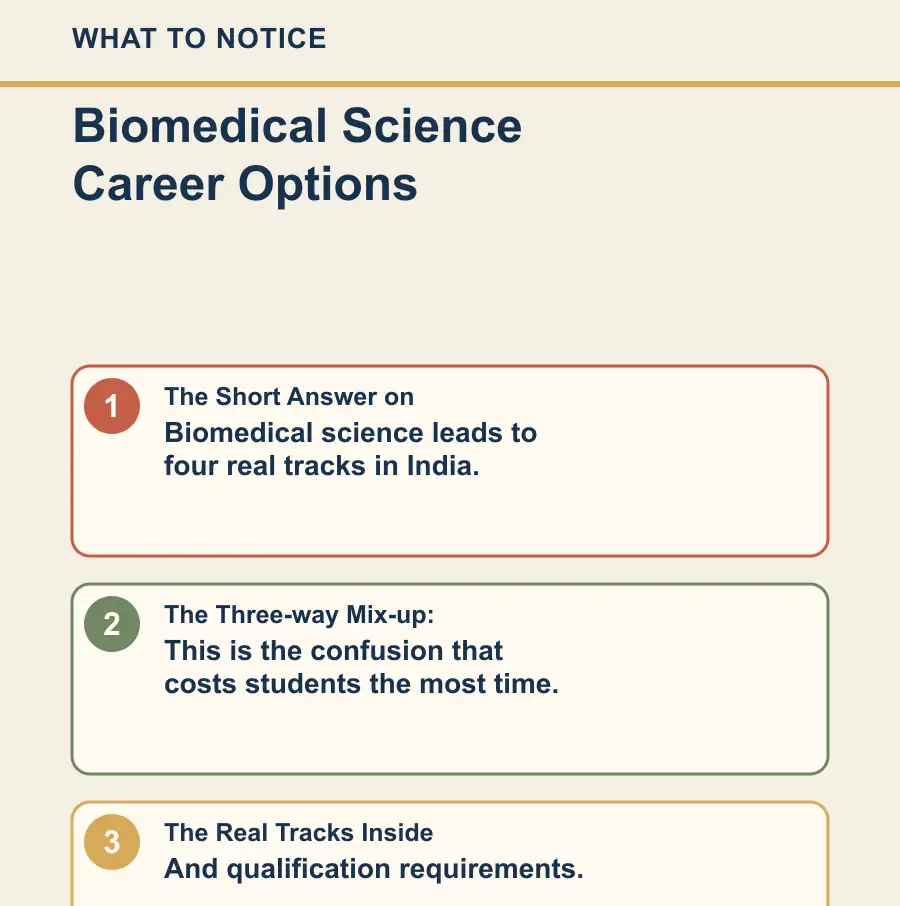 WHAT TO NOTICE
Biomedical Science
Career Options
1
The Short Answer on
Biomedical science leads to
four real tracks in India.
2
The Three-way Mix-up:
This is the confusion that
costs students the most time.
3
The Real Tracks Inside
And qualification requirements.